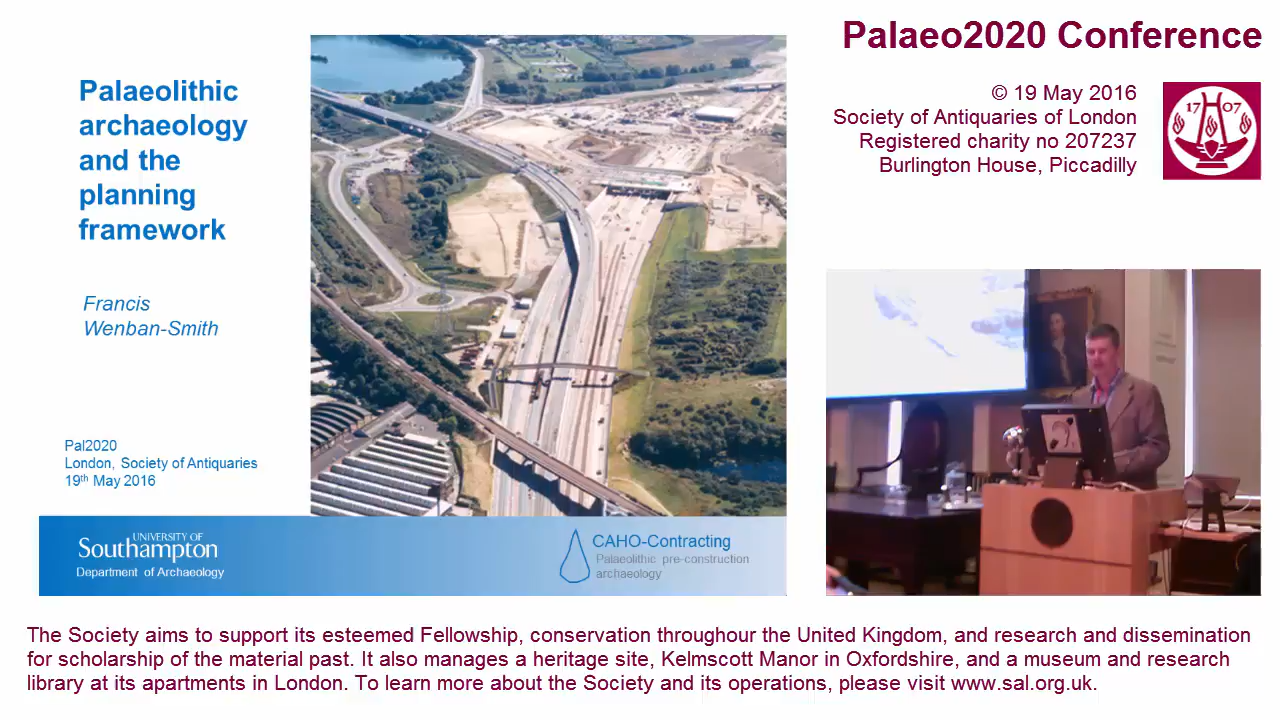 Palaeo2020 Conference
Palaeolithic
archaeology
and the
planning
framework
Francis
Wenban-Smith
Pal2020
London, Society of Antiquaries
19th May 2016
UNIVERSITY OF
Southampton
Department of Archaeology
CAHO-Contracting
Palaeolithic pre-construction
archaeology
© 19 May 2016
Society of Antiquaries of London
Registered charity no 207237
Burlington House, Piccadilly
17 07
The Society aims to support its esteemed Fellowship, conservation throughour the United Kingdom, and research and dissemination
for scholarship of the material past. It also manages a heritage site, Kelmscott Manor in Oxfordshire, and a museum and research
library at its apartments in London. To learn more about the Society and its operations, please visit www.sal.org.uk.